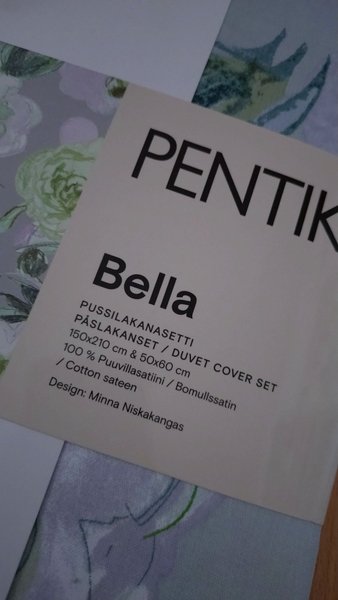 PENTIK
Bella
PUSSILAKANASETTI
PÅSLAKANSET / DUVET COVER SET
150x210 cm & 50x60 cm
100 % Puuvillasatiini / Bomullssatin
/ Cotton sateen
Design: Minna Niskakangas